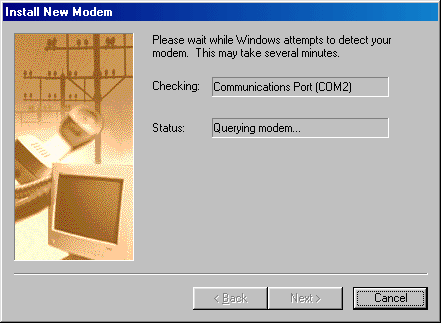 Install New Modem
Please wait while Windows attempts to detect your
modem. This may take several minutes.
Checking: Communications Port (COM2)
Status: Querying modem...
< Back Next > Cancel